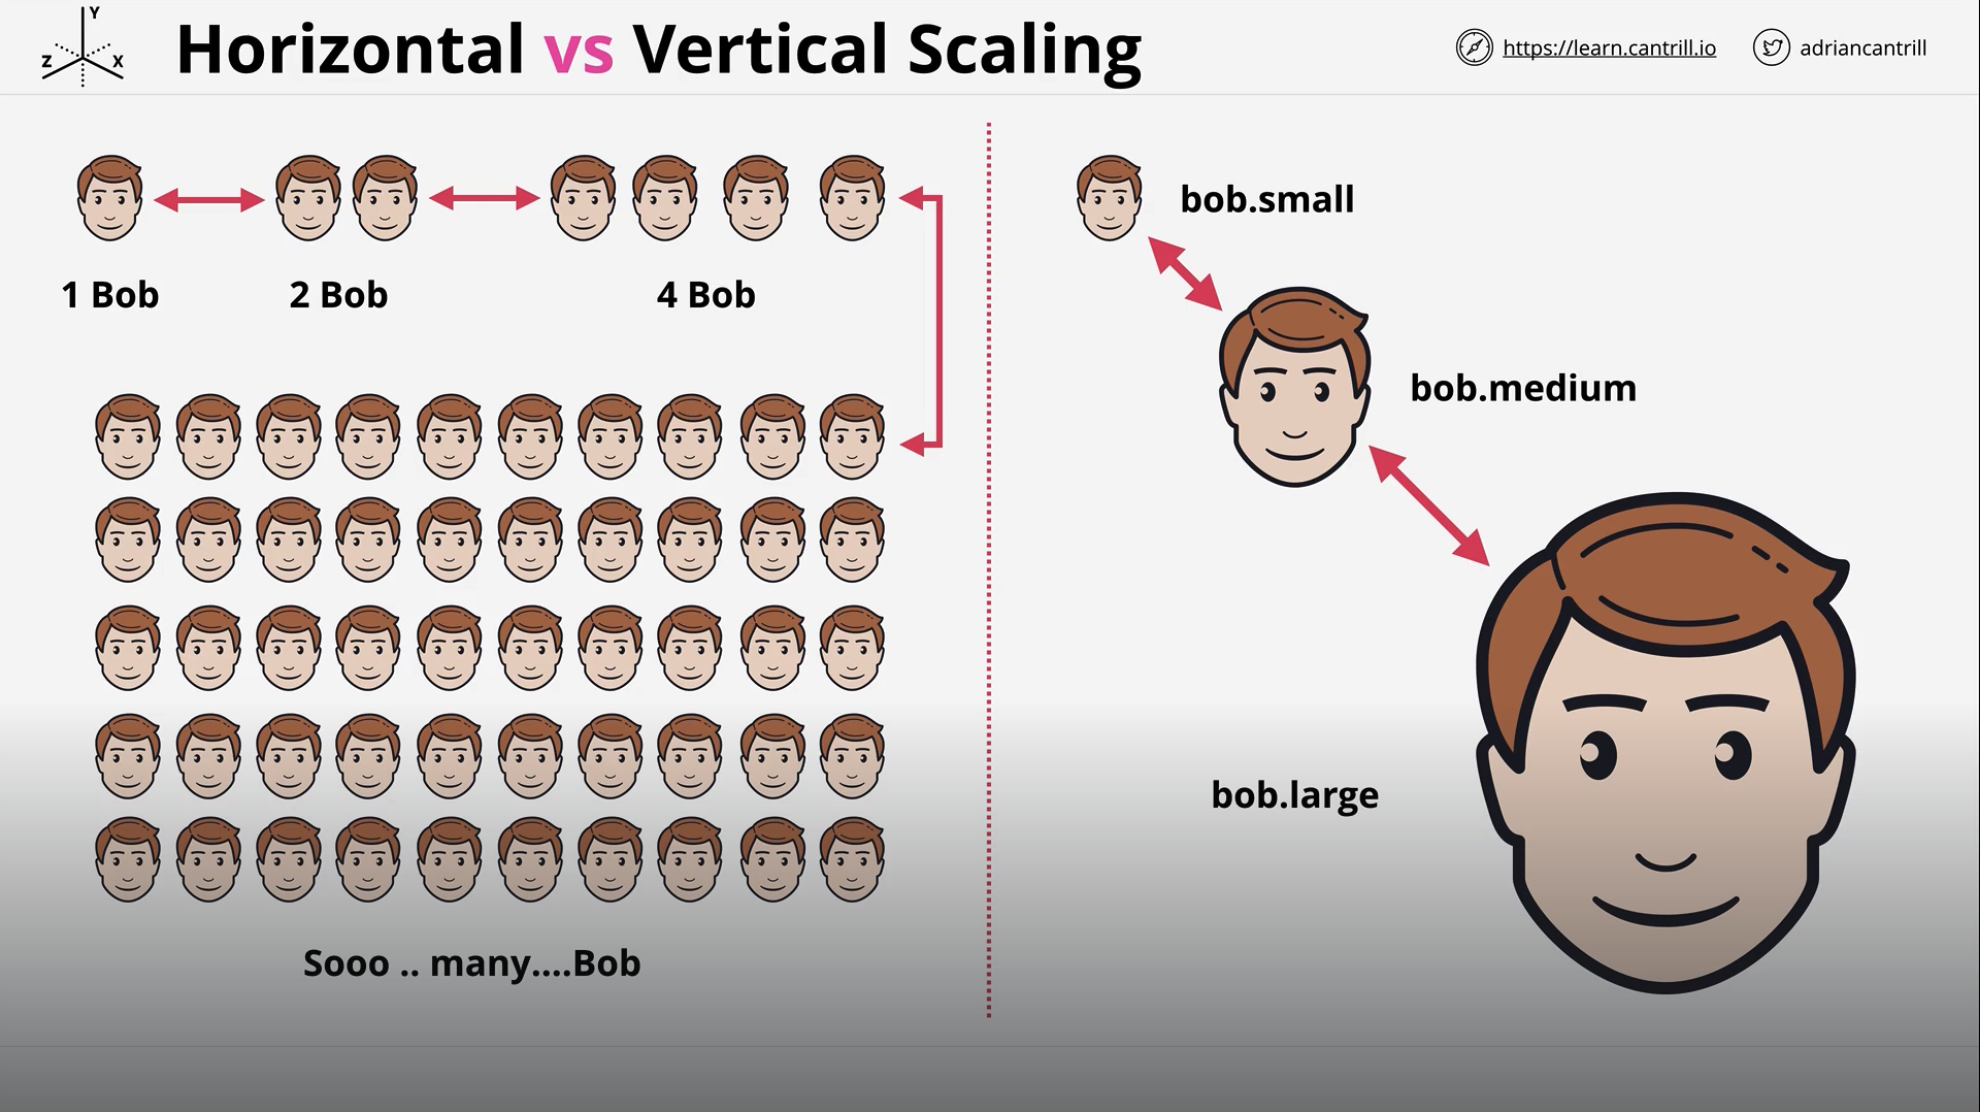 Y
Z
X
Horizontal vs Vertical Scaling
https://learn.cantrill.io
adriancantrill
1 Bob
2 Bob
4 Bob
Sooo .. many....Bob
bob.small
bob.medium
bob.large